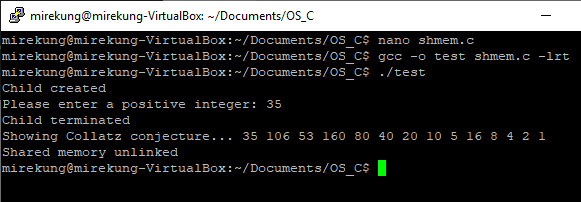 mirekung@mirekung-VirtualBox: ~/Documents/OS_C
mirekung@mirekung-VirtualBox:~/Documents/OS_C$ nano shmem.c
mirekung@mirekung-VirtualBox:~/Documents/OS_C$ gcc -o test shmem.c -lrt
mirekung@mirekung-VirtualBox:~/Documents/OS_C$ ./test
Child created
Please enter a positive integer: 35
Child terminated
Showing Collatz conjecture... 35 106 53 160 80 40 20 10 5 16 8 4 2 1
Shared memory unlinked
mirekung@mirekung-VirtualBox:~/Documents/OS_C$